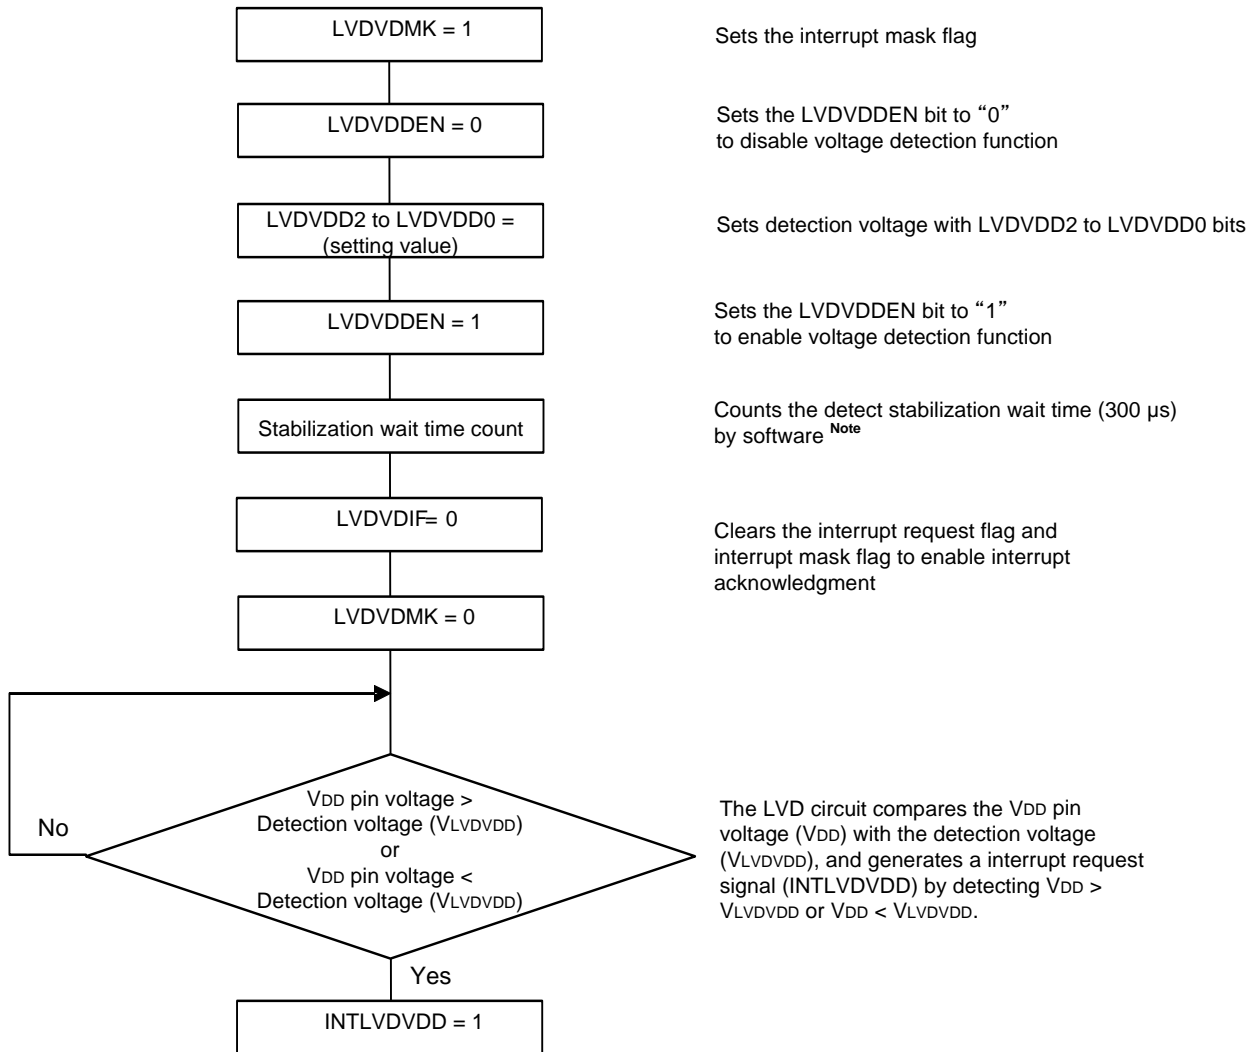 LVDVDMK = 1
Sets the interrupt mask flag
LVDVDDEN = 0
Sets the LVDVDDEN bit to “0”
to disable voltage detection function
LVDVDD2 to LVDVDD0 =
(setting value)
Sets detection voltage with LVDVDD2 to LVDVDD0 bits
LVDVDDEN = 1
Sets the LVDVDDEN bit to “1”
to enable voltage detection function
Stabilization wait time count
Counts the detect stabilization wait time (300 μs)
by software Note
LVDVDIF= 0
Clears the interrupt request flag and
interrupt mask flag to enable interrupt
acknowledgment
LVDVDMK = 0
No
VDD pin voltage >
Detection voltage (VLVDVDD)
or
VDD pin voltage <
Detection voltage (VLVDVDD)
The LVD circuit compares the VDD pin
voltage (VDD) with the detection voltage
(VLVDVDD), and generates a interrupt request
signal (INTLVDVDD) by detecting VDD >
VLVDVDD or VDD < VLVDVDD.
Yes
INTLVDVDD = 1